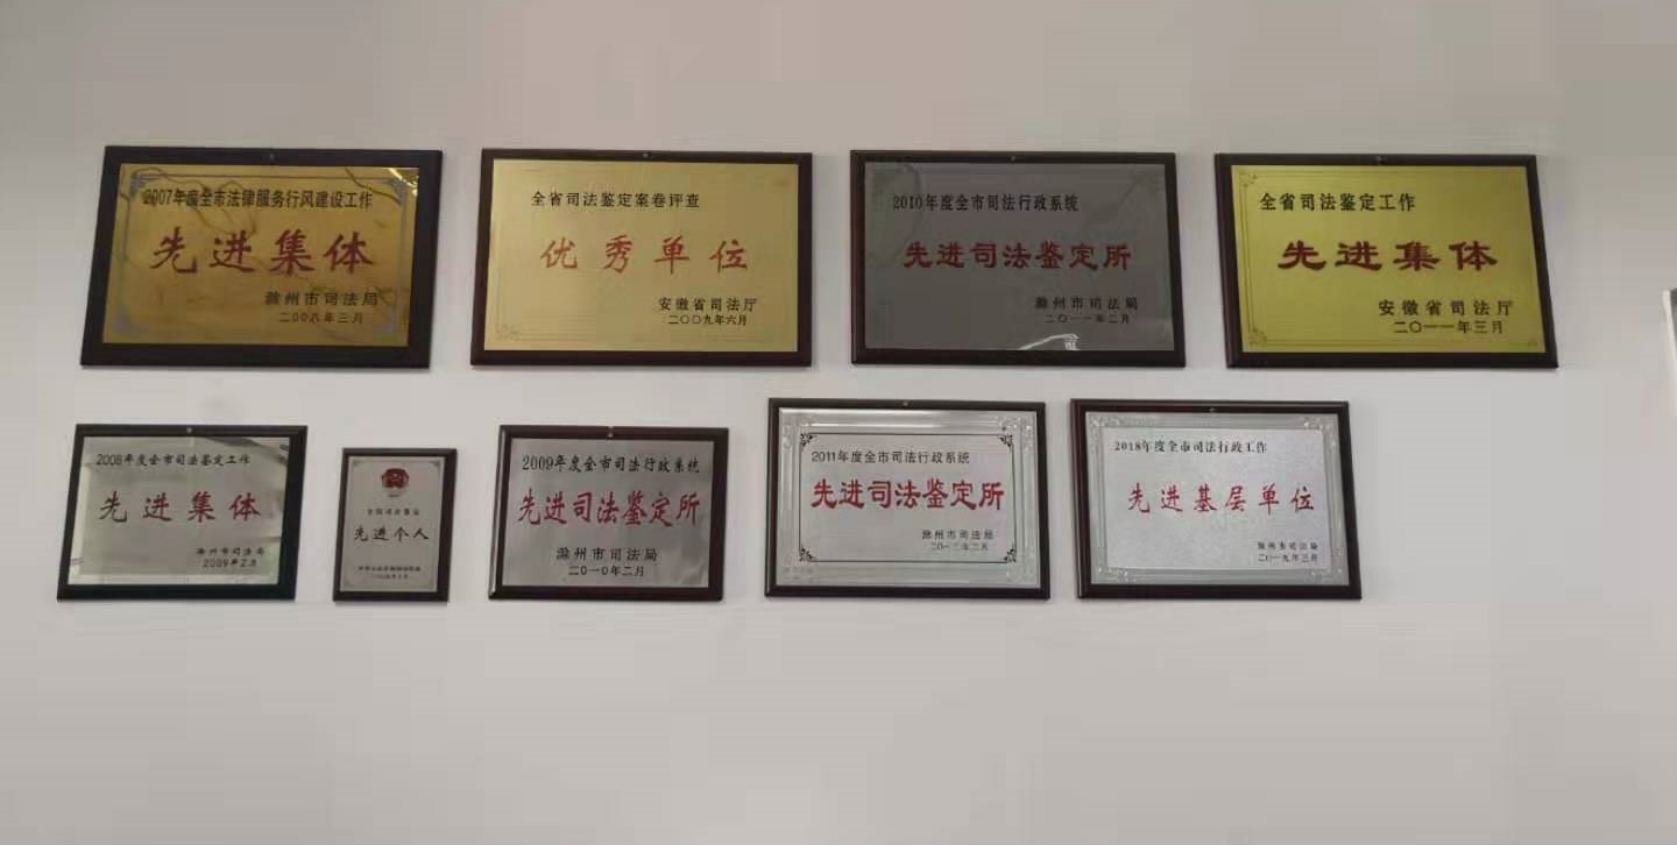 2007年度全市法律服务行风建设工作
先进集体
滁州市司法局
二00八年三月
全省司法鉴定案卷评查
优秀单位
安徽省司法厅
二〇〇九年六月
2010年度全市司法行政系统
先进司法鉴定所
滁州市司法局
二〇一一年二月
全省司法鉴定工作
先进集体
安徽省司法厅
二〇一一年三月
2008年度全市司法鉴定工作
先进集体
滁州市司法局
2009年2月
先进个人
2009年度全市司法行政系统
先进司法鉴定所
滁州市司法局
二〇一〇年二月
2011年度全市司法行政系统
先进司法鉴定所
滁州市司法局
二〇一二年二月
2018年度全市司法行政工作
先进基层单位
滁州市司法局
二〇一九年三月